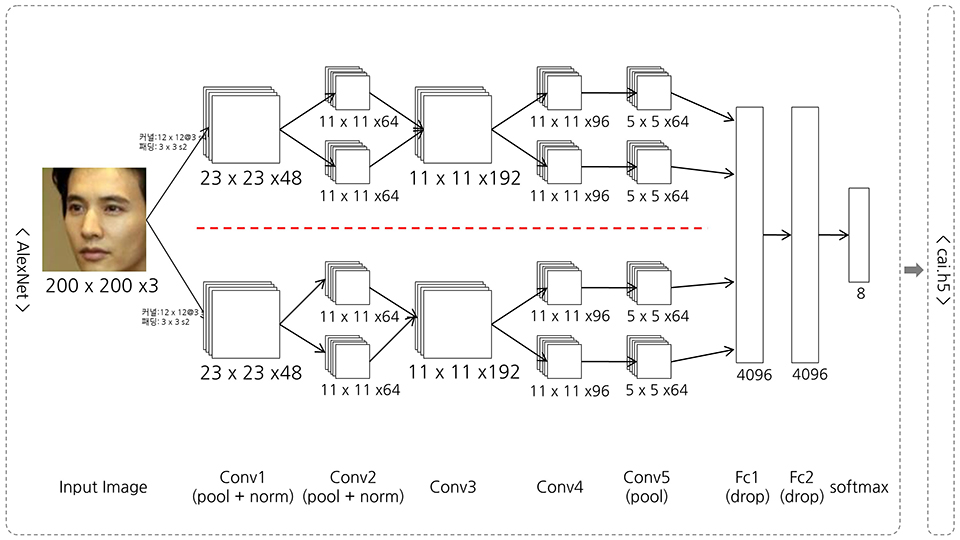 < AlexNet >
200 x 200 x3
커널:12 x 12@3 s
패딩: 3 x 3 s2
23 x 23 x48
11 x 11 x64
11 x 11 x64
11 x 11 x192
11 x 11 x96
11 x 11 x96
5 x 5 x64
5 x 5 x64
커널:12 x 12@3
패딩: 3 x 3 s2
23 x 23 x48
11 x 11 x64
11 x 11 x64
11 x 11 x192
11 x 11 x96
11 x 11 x96
5 x 5 x64
5 x 5 x64
4096
4096
8
< cai.h5 >
Input Image
Conv1
(pool + norm)
Conv2
(pool + norm)
Conv3
Conv4
Conv5
(pool)
Fc1
(drop)
Fc2
(drop)
softmax